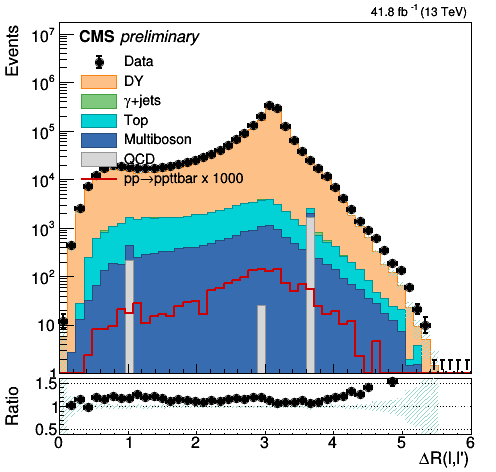 41.8 fb⁻¹ (13 TeV)
Events
CMS preliminary
Data
DY
γ+jets
Top
Multiboson
QCD
pp→ppttbar x 1000
10⁷
10⁶
10⁵
10⁴
10³
10²
10
1
Ratio
1.5
1
0.5
0 1 2 3 4 5 6
ΔR(l,l')